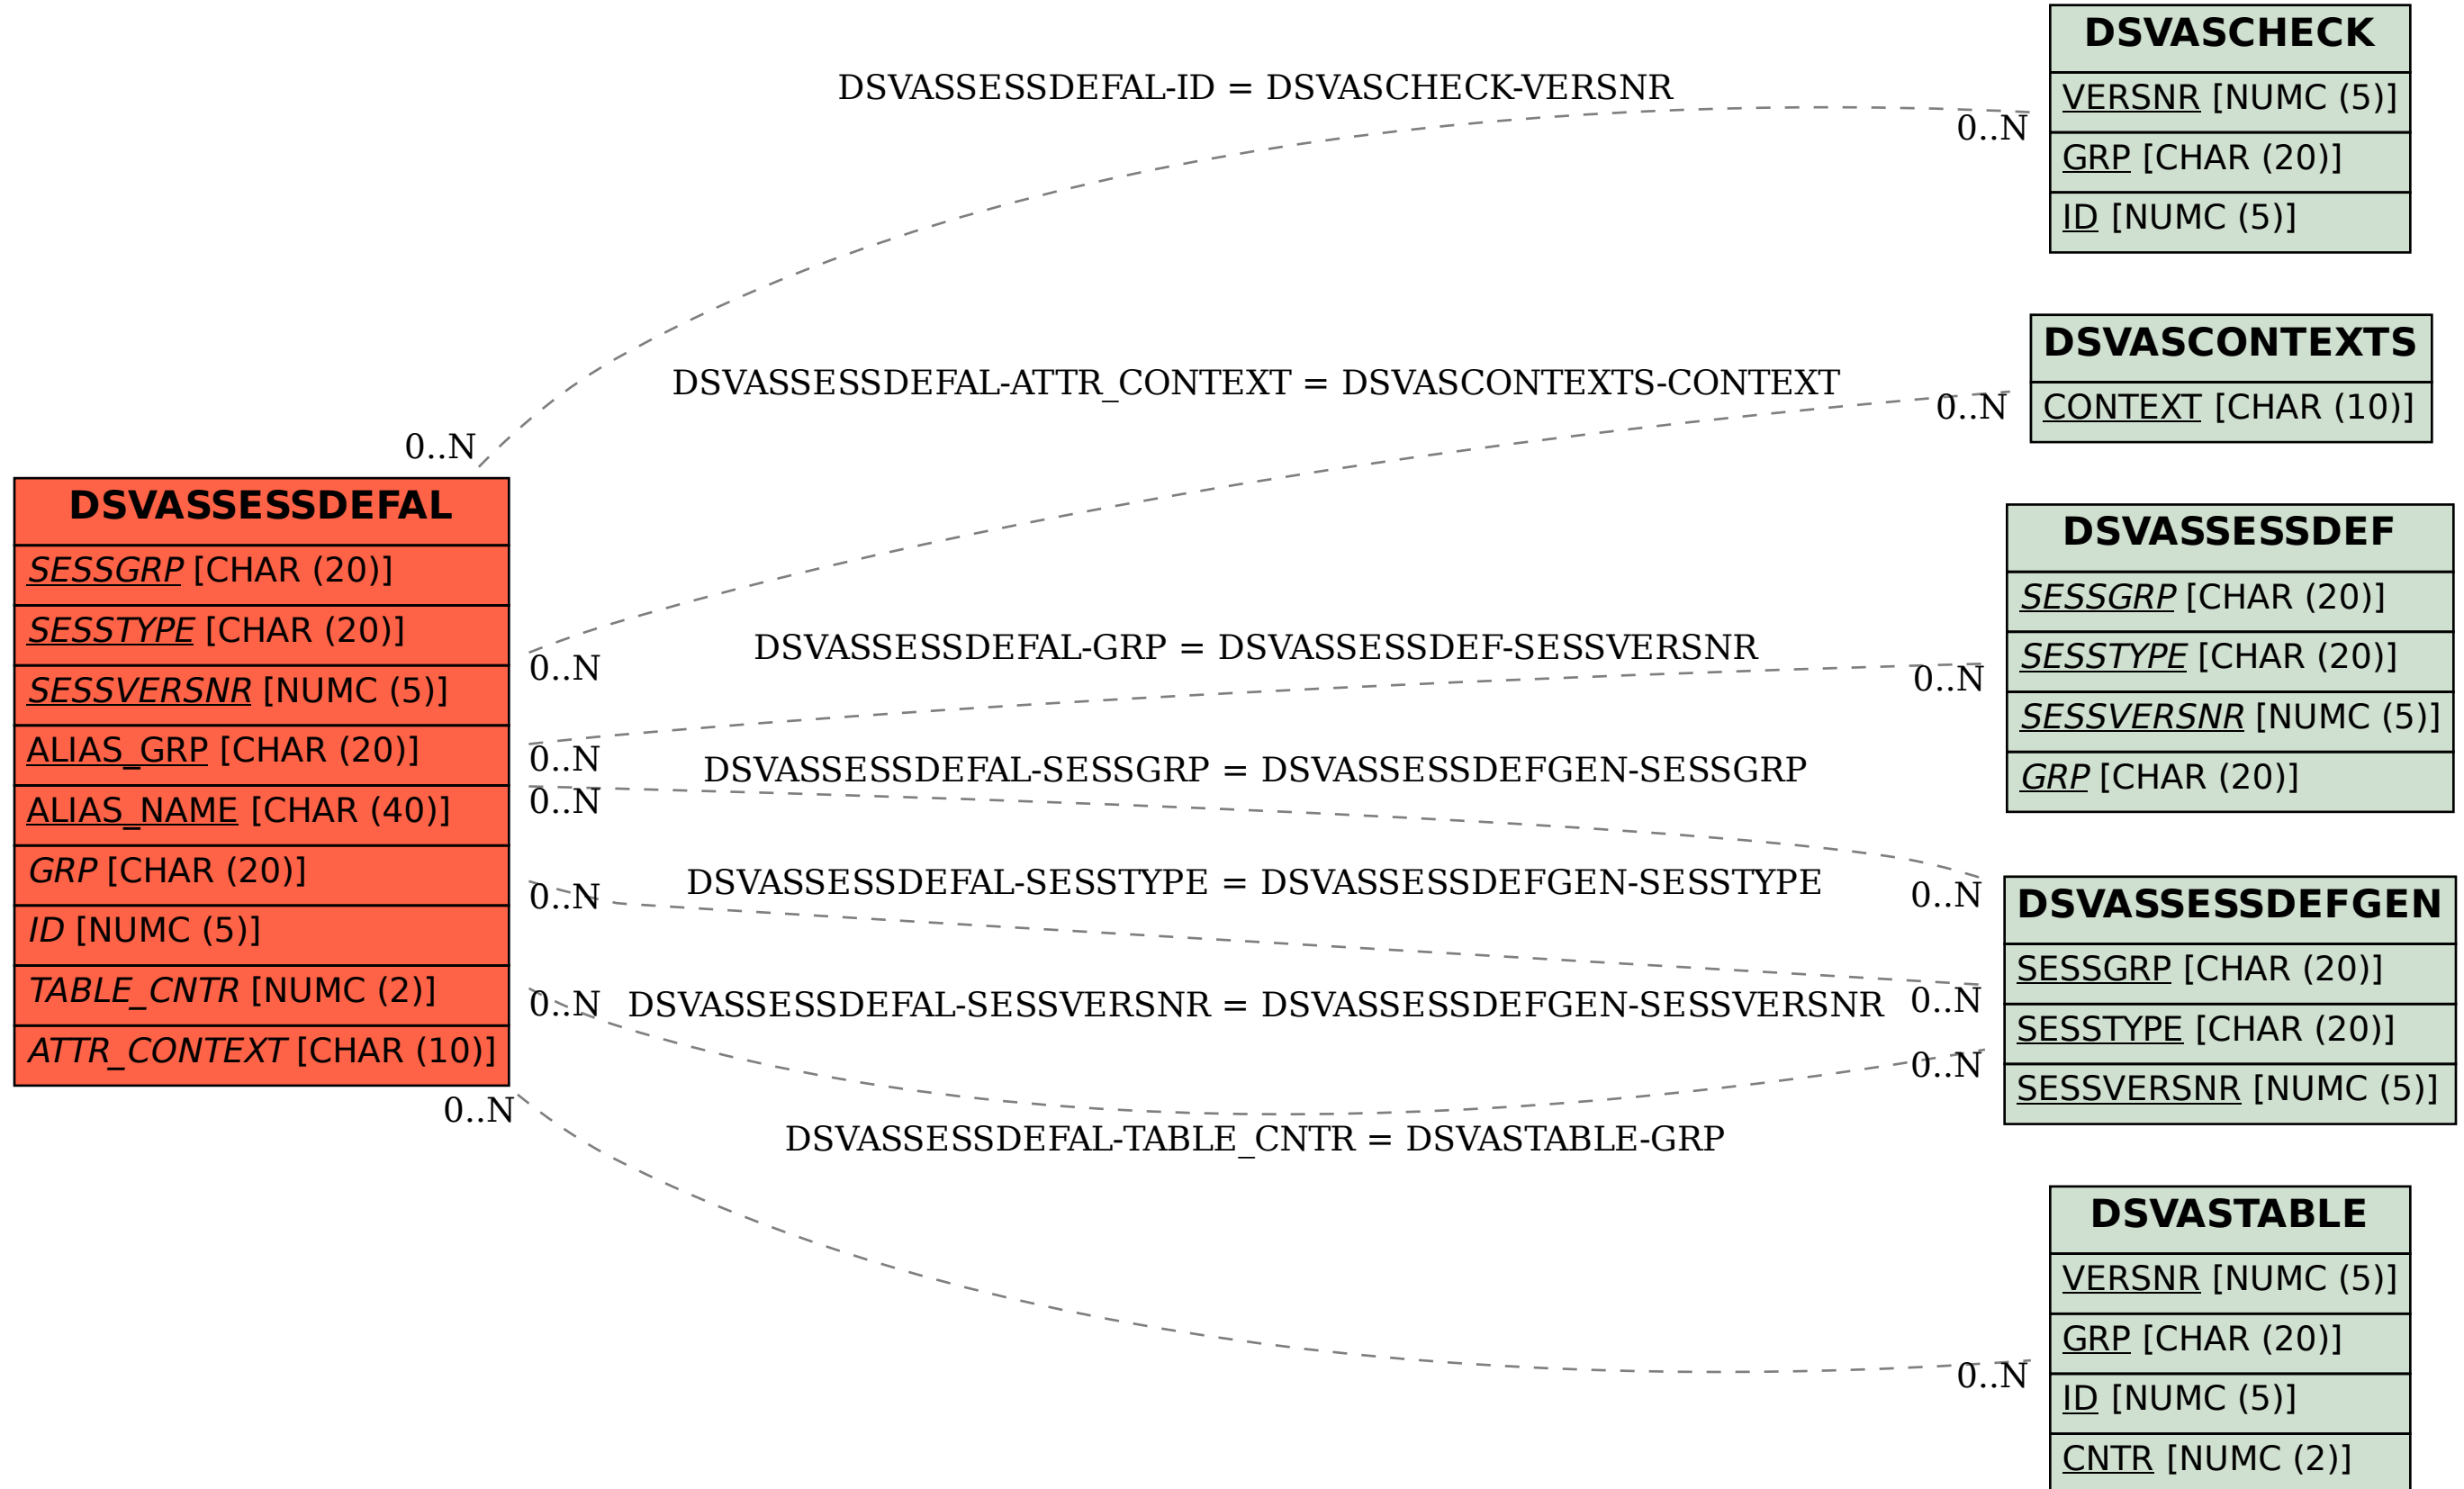 DSVASSESSDEFAL
SESSGRP [CHAR (20)]
SESSTYPE [CHAR (20)]
SESSVERSNR [NUMC (5)]
ALIAS_GRP [CHAR (20)]
ALIAS_NAME [CHAR (40)]
GRP [CHAR (20)]
ID [NUMC (5)]
TABLE_CNTR [NUMC (2)]
ATTR_CONTEXT [CHAR (10)]
DSVASSESSDEFAL-ID = DSVASCHECK-VERSNR
0..N
0..N
DSVASSESSDEFAL-ATTR_CONTEXT = DSVASCONTEXTS-CONTEXT
0..N
0..N
DSVASSESSDEFAL-GRP = DSVASSESSDEF-SESSVERSNR
0..N
0..N
DSVASSESSDEFAL-SESSGRP = DSVASSESSDEFGEN-SESSGRP
0..N
0..N
DSVASSESSDEFAL-SESSTYPE = DSVASSESSDEFGEN-SESSTYPE
0..N
0..N
DSVASSESSDEFAL-SESSVERSNR = DSVASSESSDEFGEN-SESSVERSNR
0..N
0..N
DSVASSESSDEFAL-TABLE_CNTR = DSVASTABLE-GRP
0..N
0..N
DSVASCHECK
VERSNR [NUMC (5)]
GRP [CHAR (20)]
ID [NUMC (5)]
DSVASCONTEXTS
CONTEXT [CHAR (10)]
DSVASSESSDEF
SESSGRP [CHAR (20)]
SESSTYPE [CHAR (20)]
SESSVERSNR [NUMC (5)]
GRP [CHAR (20)]
DSVASSESSDEFGEN
SESSGRP [CHAR (20)]
SESSTYPE [CHAR (20)]
SESSVERSNR [NUMC (5)]
DSVASTABLE
VERSNR [NUMC (5)]
GRP [CHAR (20)]
ID [NUMC (5)]
CNTR [NUMC (2)]